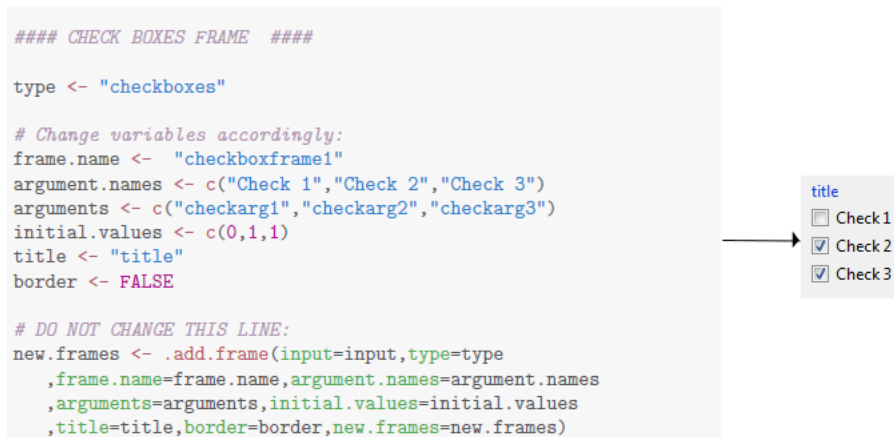 #### CHECK BOXES FRAME ####
type <- "checkboxes"
# Change variables accordingly:
frame.name <- "checkboxframe1"
argument.names <- c("Check 1","Check 2","Check 3")
arguments <- c("checkarg1","checkarg2","checkarg3")
initial.values <- c(0,1,1)
title <- "title"
border <- FALSE
# DO NOT CHANGE THIS LINE:
new.frames <- .add.frame(input=input,type=type
,frame.name=frame.name,argument.names=argument.names
,arguments=arguments,initial.values=initial.values
,title=title,border=border,new.frames=new.frames)
title
Check 1
Check 2
Check 3